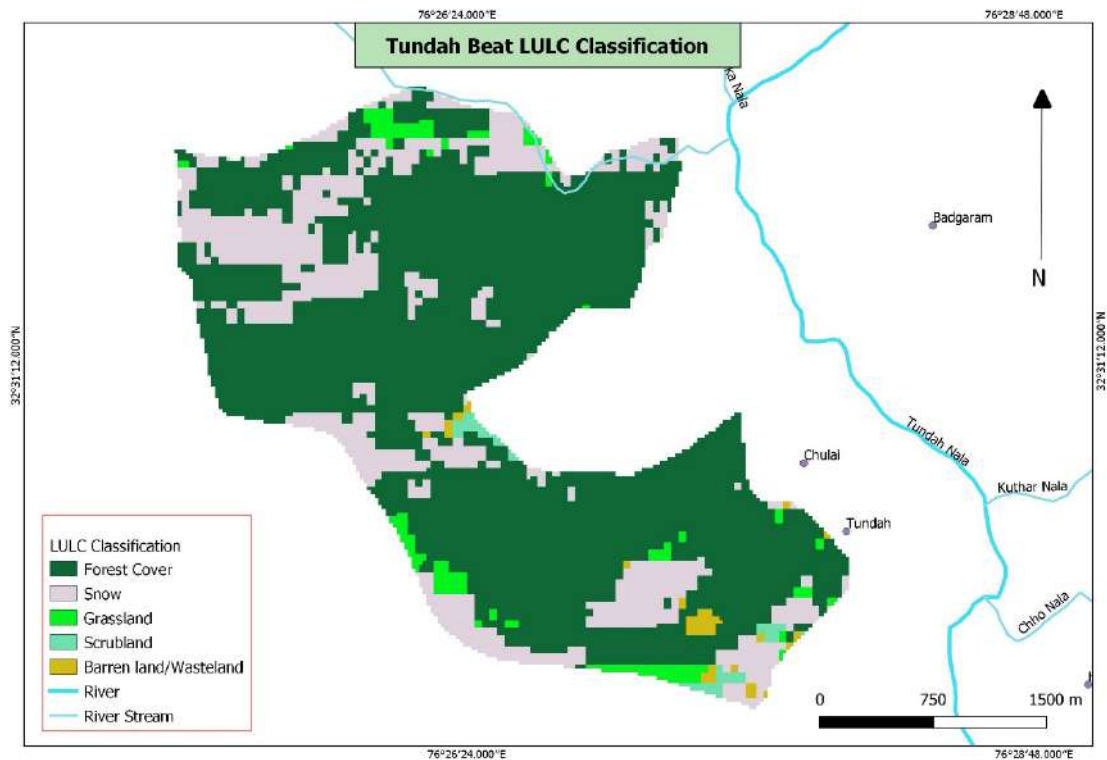 76°26'24.000"E
76°28'48.000"E
Tundah Beat LULC Classification
ka Nala
Badgaram
N
32°31'12.000"N
32°31'12.000"N
Tundah Nala
Chulai
Kuthar Nala
Tundah
Chho Nala
LULC Classification
Forest Cover
Snow
Grassland
Scrubland
Barren land/Wasteland
River
River Stream
0 750 1500 m
76°26'24.000"E
76°28'48.000"E